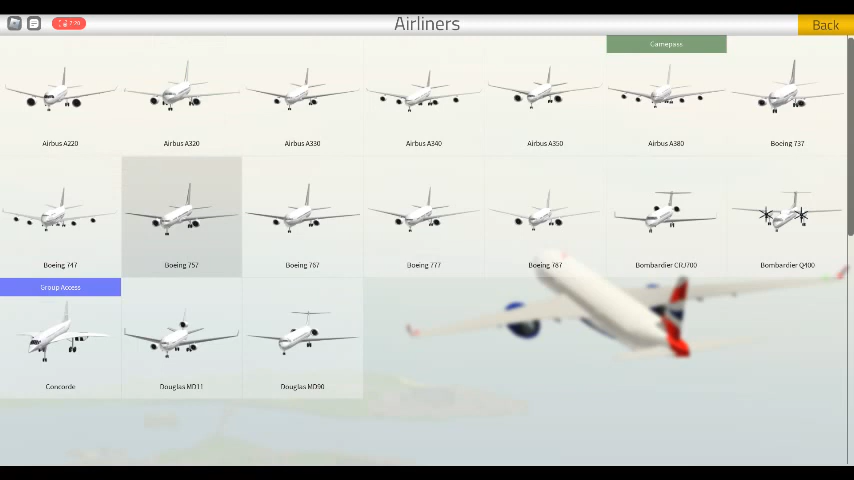 7:20
Airliners
Back
Gamepass
Airbus A220
Airbus A320
Airbus A330
Airbus A340
Airbus A350
Airbus A380
Boeing 737
Boeing 747
Boeing 757
Boeing 767
Boeing 777
Boeing 787
Bombardier CRJ700
Bombardier Q400
Group Access
Concorde
Douglas MD11
Douglas MD90